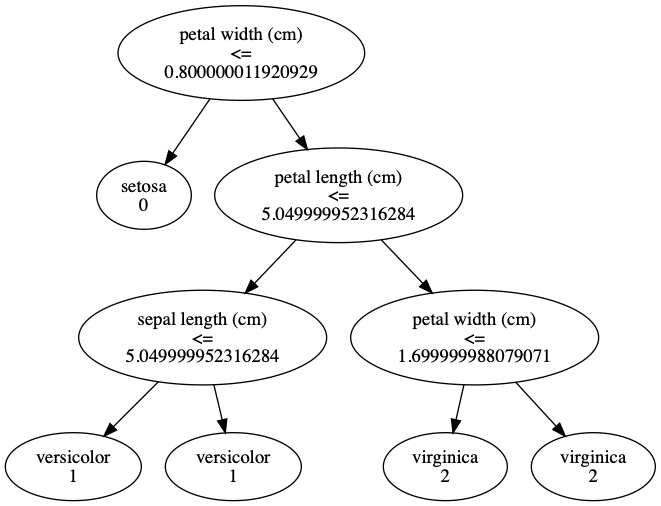 petal width (cm)
<=
0.800000011920929
setosa
0
petal length (cm)
<=
5.049999952316284
sepal length (cm)
<=
5.049999952316284
petal width (cm)
<=
1.699999988079071
versicolor
1
versicolor
1
virginica
2
virginica
2